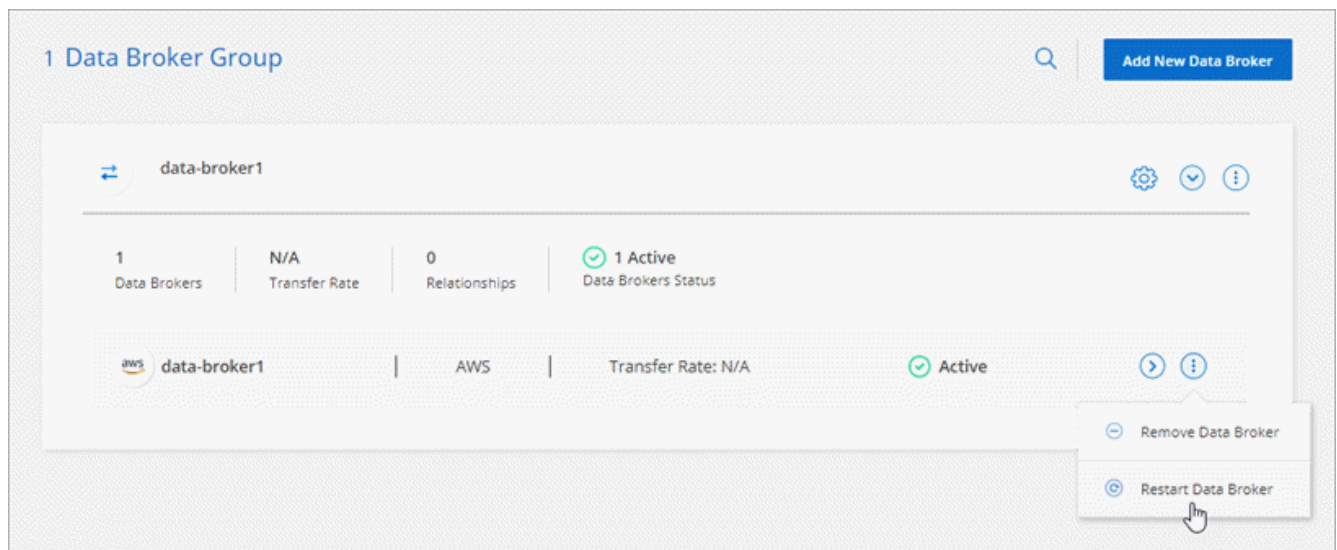 1 Data Broker Group
Add New Data Broker
data-broker1
1
N/A
0
1 Active
Data Brokers
Transfer Rate
Relationships
Data Brokers Status
aws
data-broker1
AWS
Transfer Rate: N/A
Active
Remove Data Broker
Restart Data Broker